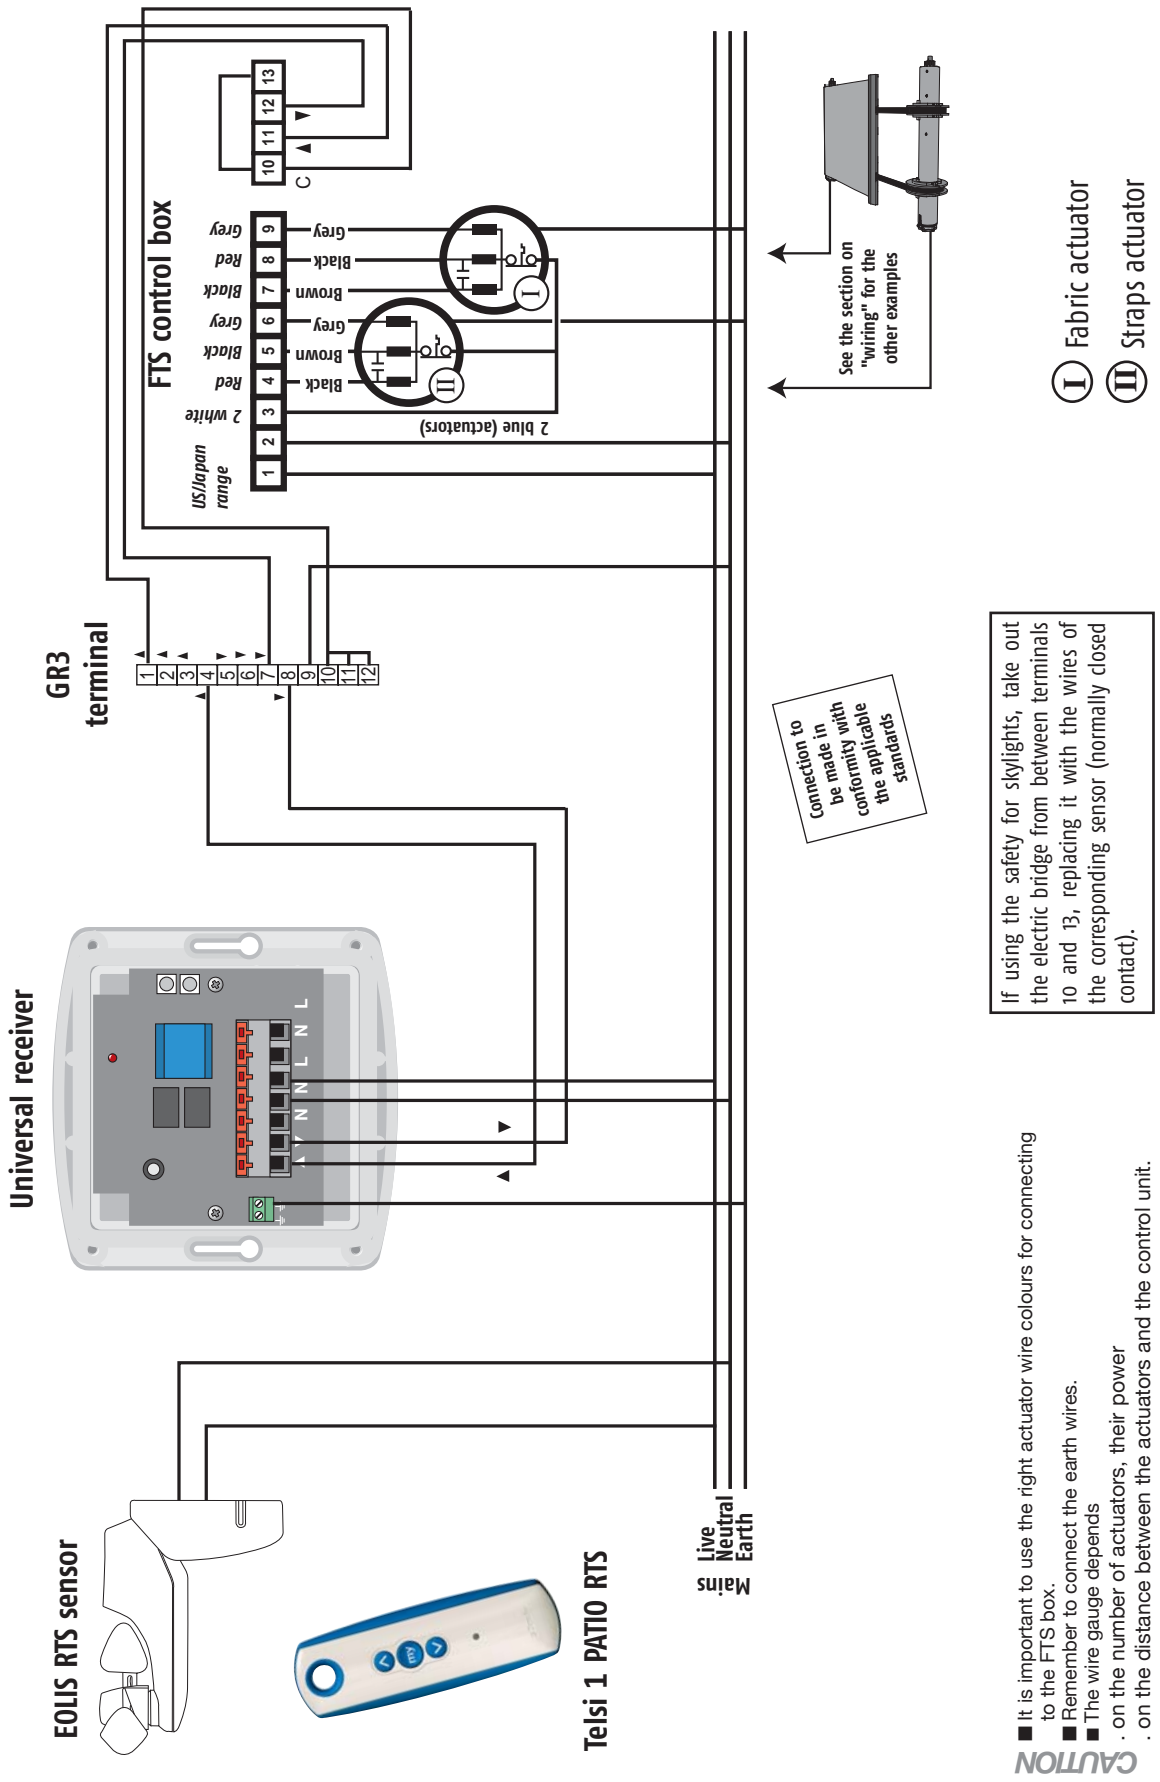 EOLIS RTS sensor
Universal receiver
GR3
terminal
FTS control box
US/Japan
range
2 white
Red
Black
Grey
Black
Red
Grey
1
2
3
4
5
6
7
8
9
10
11
12
13
C
Black
Brown
Grey
Brown
Black
Grey
2 blue (actuators)
II
I
1
2
3
4
5
6
7
8
9
10
11
12
N
N
L
N
L
my
Telsi 1 PATIO RTS
Mains
Live
Neutral
Earth
Connection to
be made in
conformity with
the applicable
standards
See the section on
"wiring" for the
other examples
I Fabric actuator
II Straps actuator
If using the safety for skylights, take out
the electric bridge from between terminals
10 and 13, replacing it with the wires of
the corresponding sensor (normally closed
contact).
CAUTION
■ It is important to use the right actuator wire colours for connecting
to the FTS box.
■ Remember to connect the earth wires.
■ The wire gauge depends
. on the number of actuators, their power
. on the distance between the actuators and the control unit.